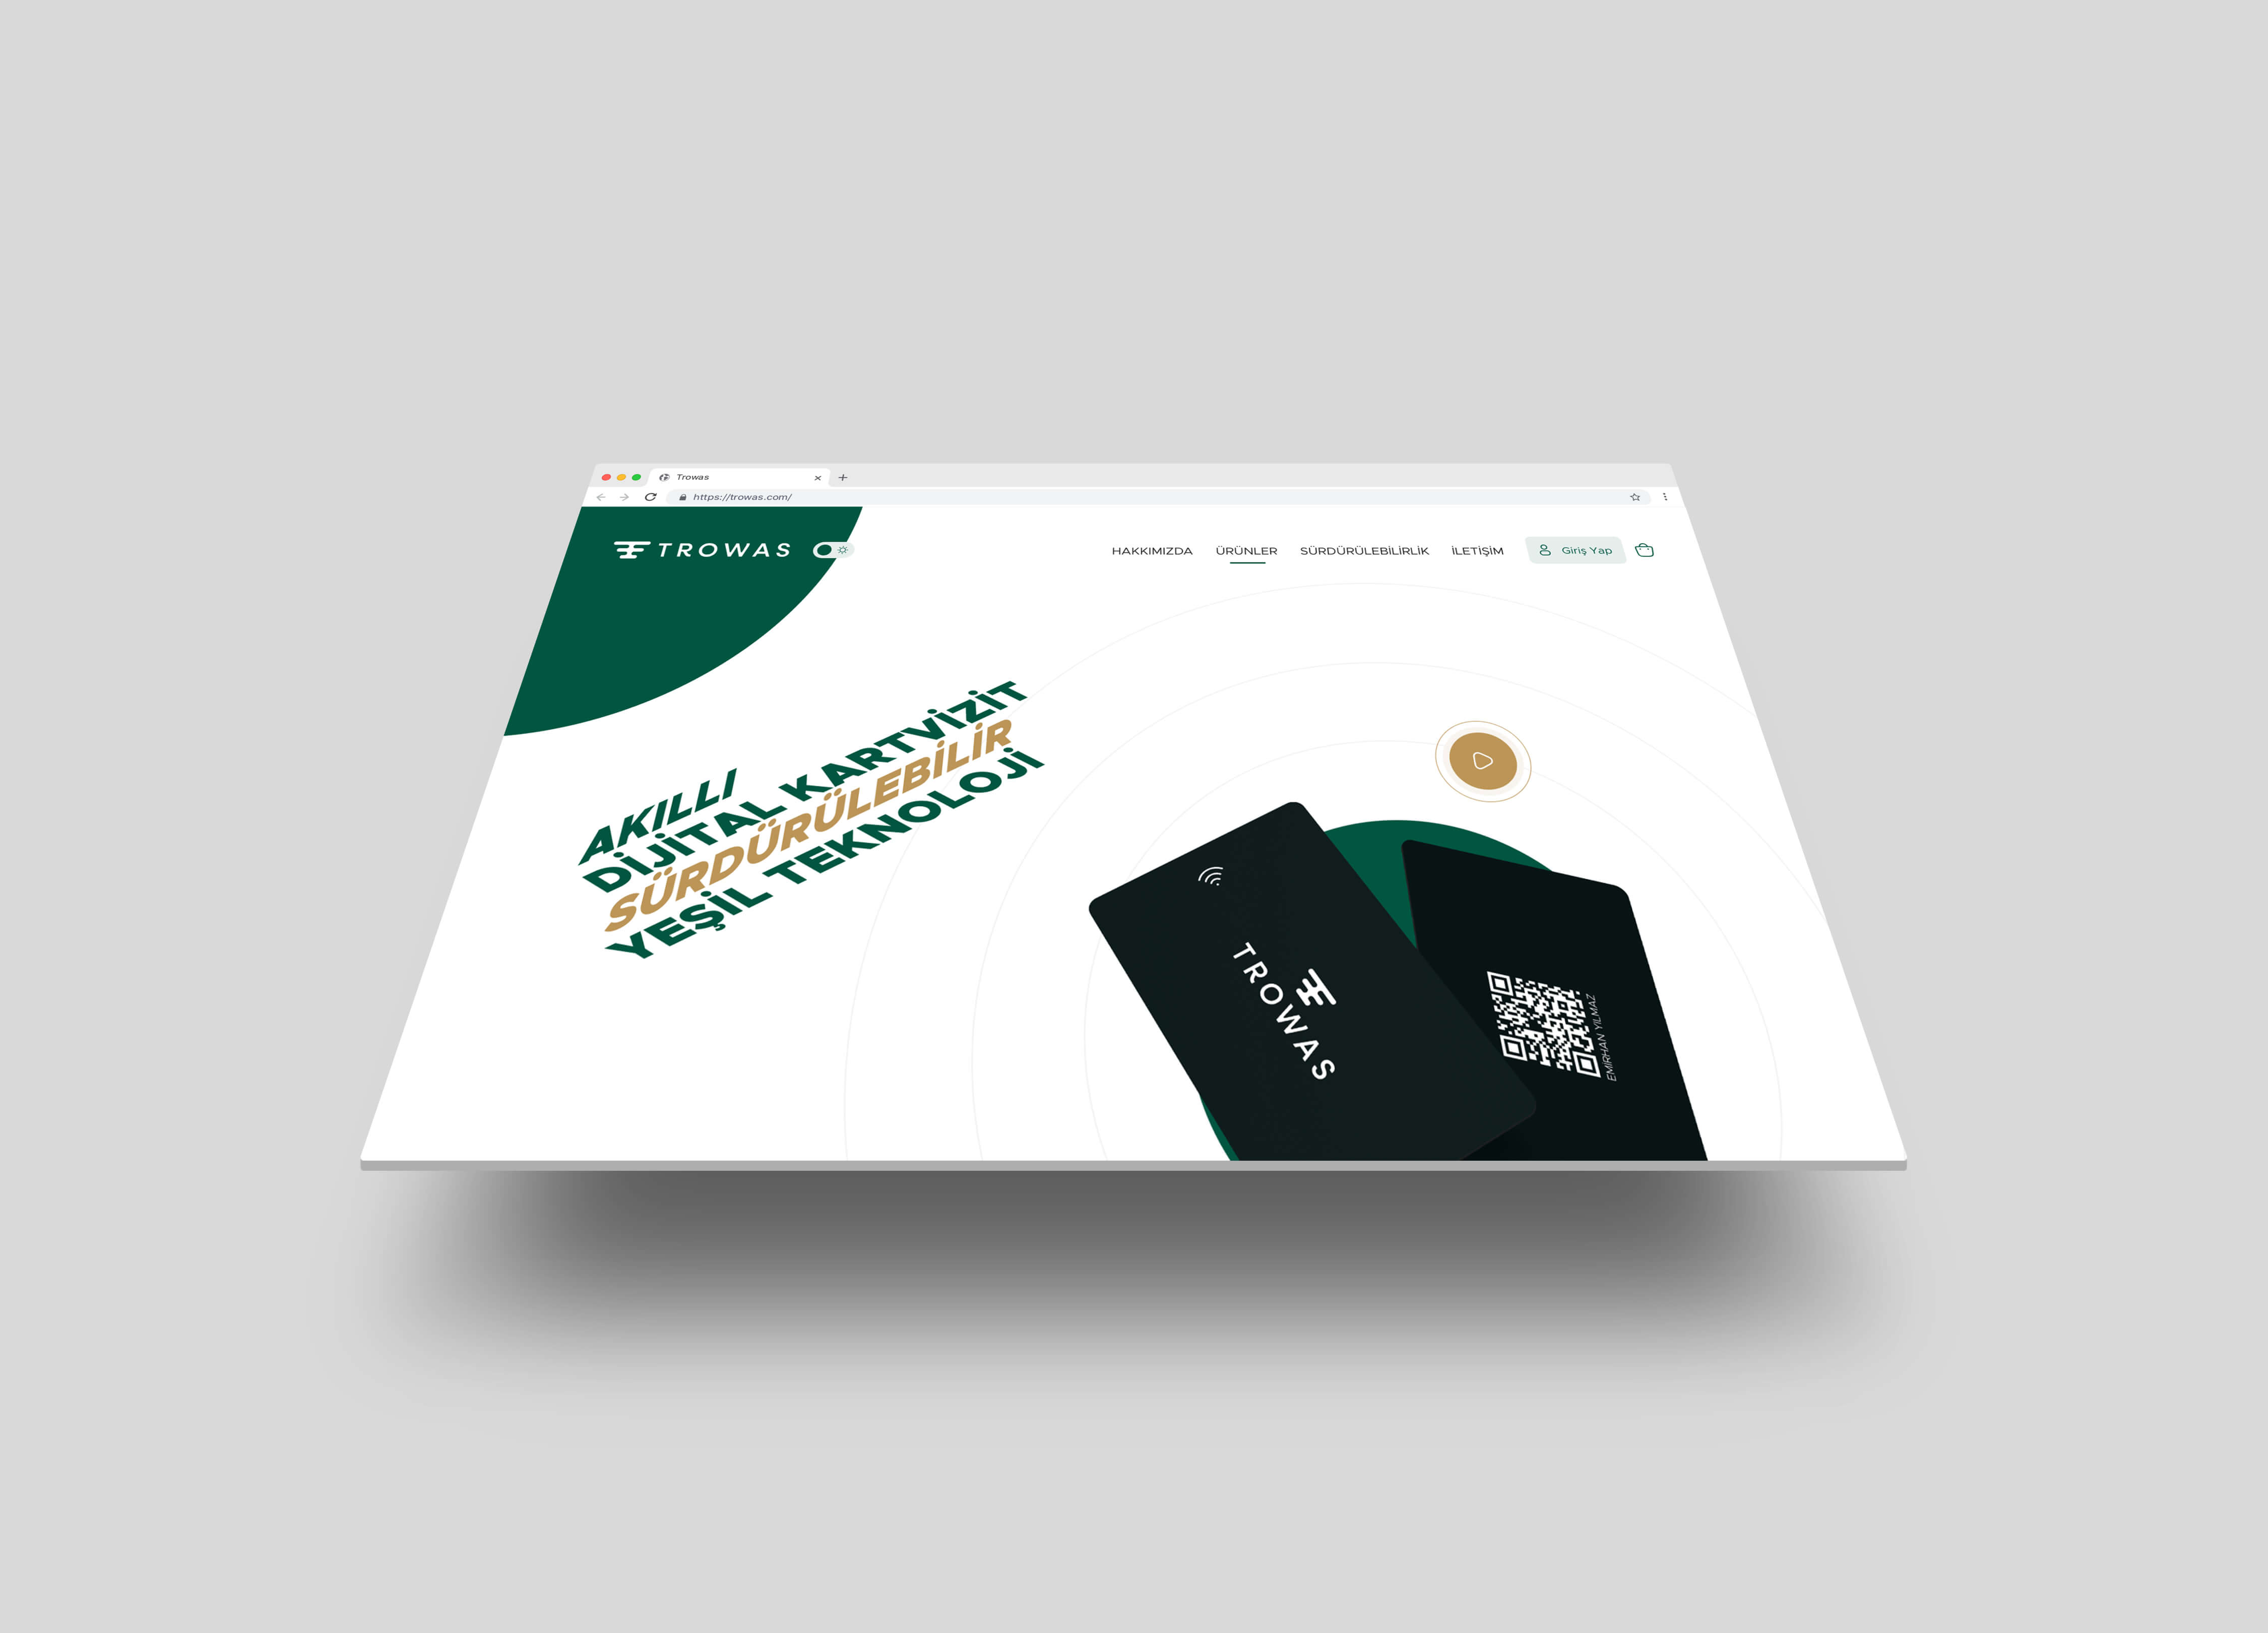 Trowas
https://trowas.com/
TROWAS
HAKKIMIZDA ÜRÜNLER SÜRDÜRÜLEBİLİRLİK İLETİŞİM Giriş Yap
AKILLI
DİJİTAL KARTVİZİT
SÜRDÜRÜLEBİLİR
YEŞİL TEKNOLOJİ
TROWAS
EMİRHAN YILMAZ